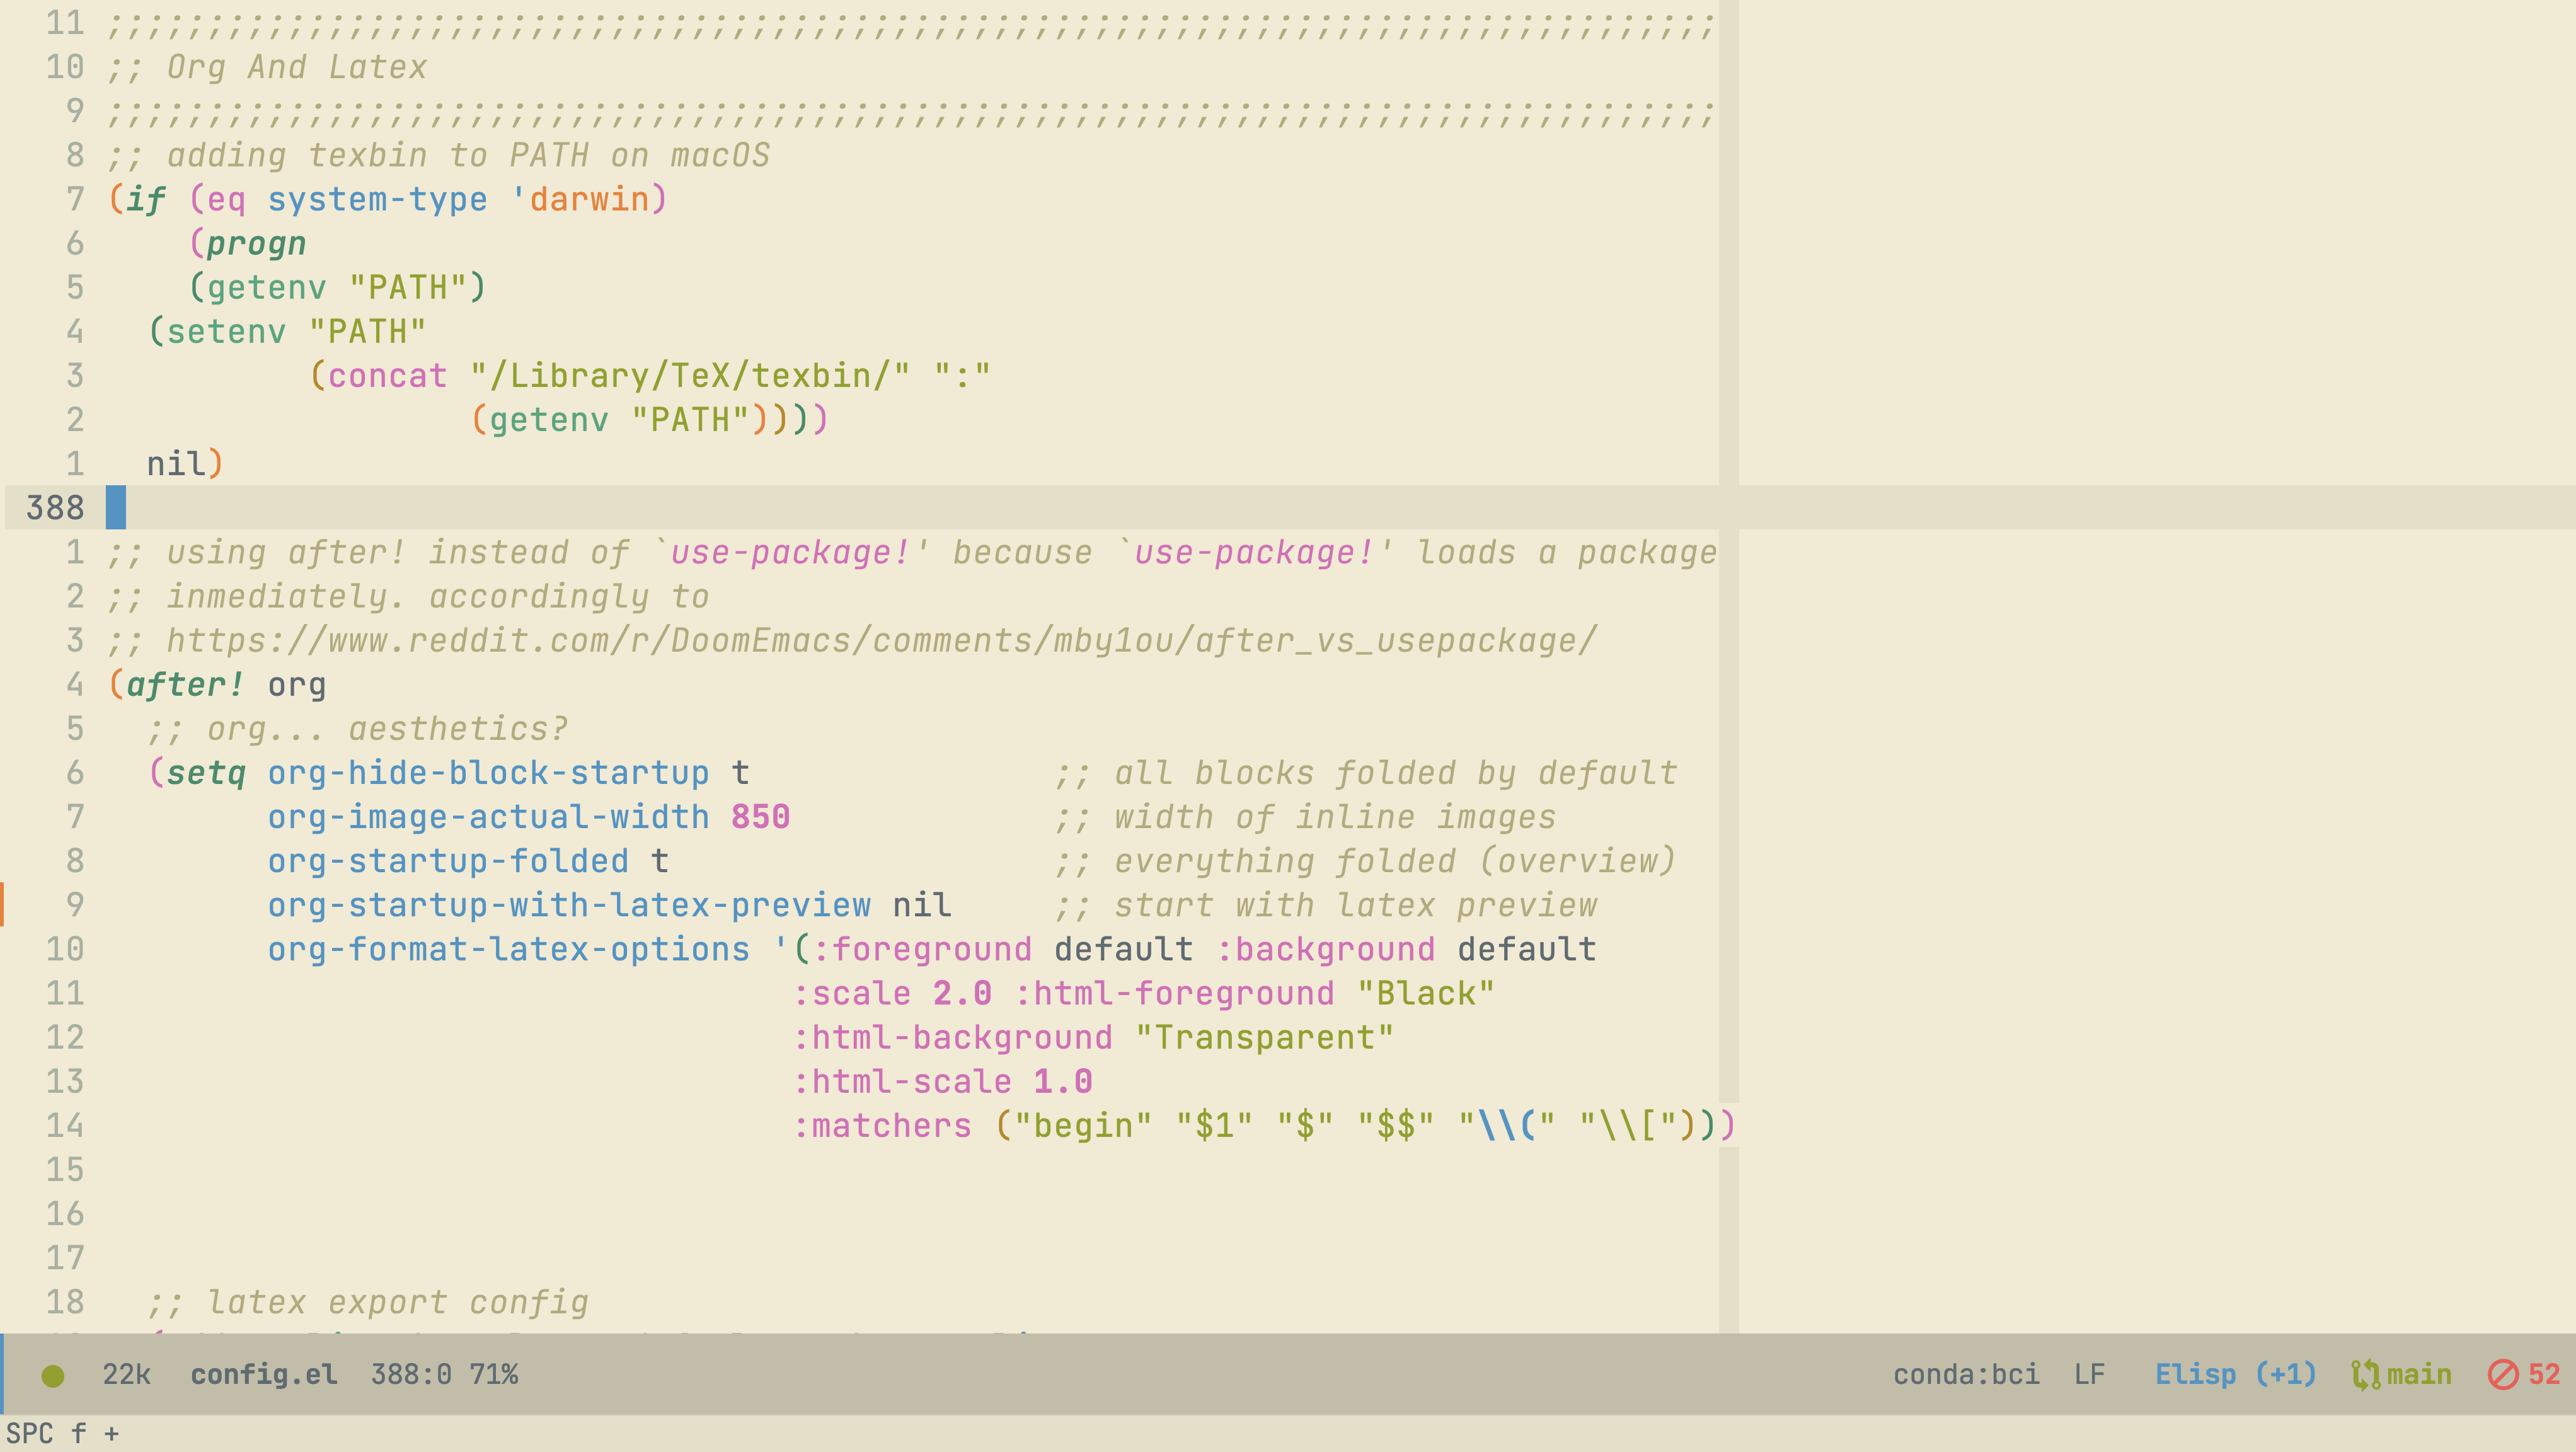 11 ;;;;;;;;;;;;;;;;;;;;;;;;;;;;;;;;;;;;;;;;;;;;;;;;;;;;;;;;;;;;;;;;;;;;;;;;;;;;;;;;
10 ;; Org And Latex
9 ;;;;;;;;;;;;;;;;;;;;;;;;;;;;;;;;;;;;;;;;;;;;;;;;;;;;;;;;;;;;;;;;;;;;;;;;;;;;;;;;
8 ;; adding texbin to PATH on macOS
7 (if (eq system-type 'darwin)
6     (progn
5     (getenv "PATH")
4   (setenv "PATH"
3           (concat "/Library/TeX/texbin/" ":"
2                   (getenv "PATH"))))
1   nil)
388
1 ;; using after! instead of `use-package!' because `use-package!' loads a package
2 ;; inmediately. accordingly to
3 ;; https://www.reddit.com/r/DoomEmacs/comments/mby1ou/after_vs_usepackage/
4 (after! org
5   ;; org... aesthetics?
6   (setq org-hide-block-startup t               ;; all blocks folded by default
7         org-image-actual-width 850             ;; width of inline images
8         org-startup-folded t                   ;; everything folded (overview)
9         org-startup-with-latex-preview nil     ;; start with latex preview
10         org-format-latex-options '(:foreground default :background default
11                                   :scale 2.0 :html-foreground "Black"
12                                   :html-background "Transparent"
13                                   :html-scale 1.0
14                                   :matchers ("begin" "$1" "$" "$$" "\\(" "\\[")))
15
16
17
18   ;; latex export config
22k config.el 388:0 71% conda:bci LF Elisp (+1) main 52
SPC f +